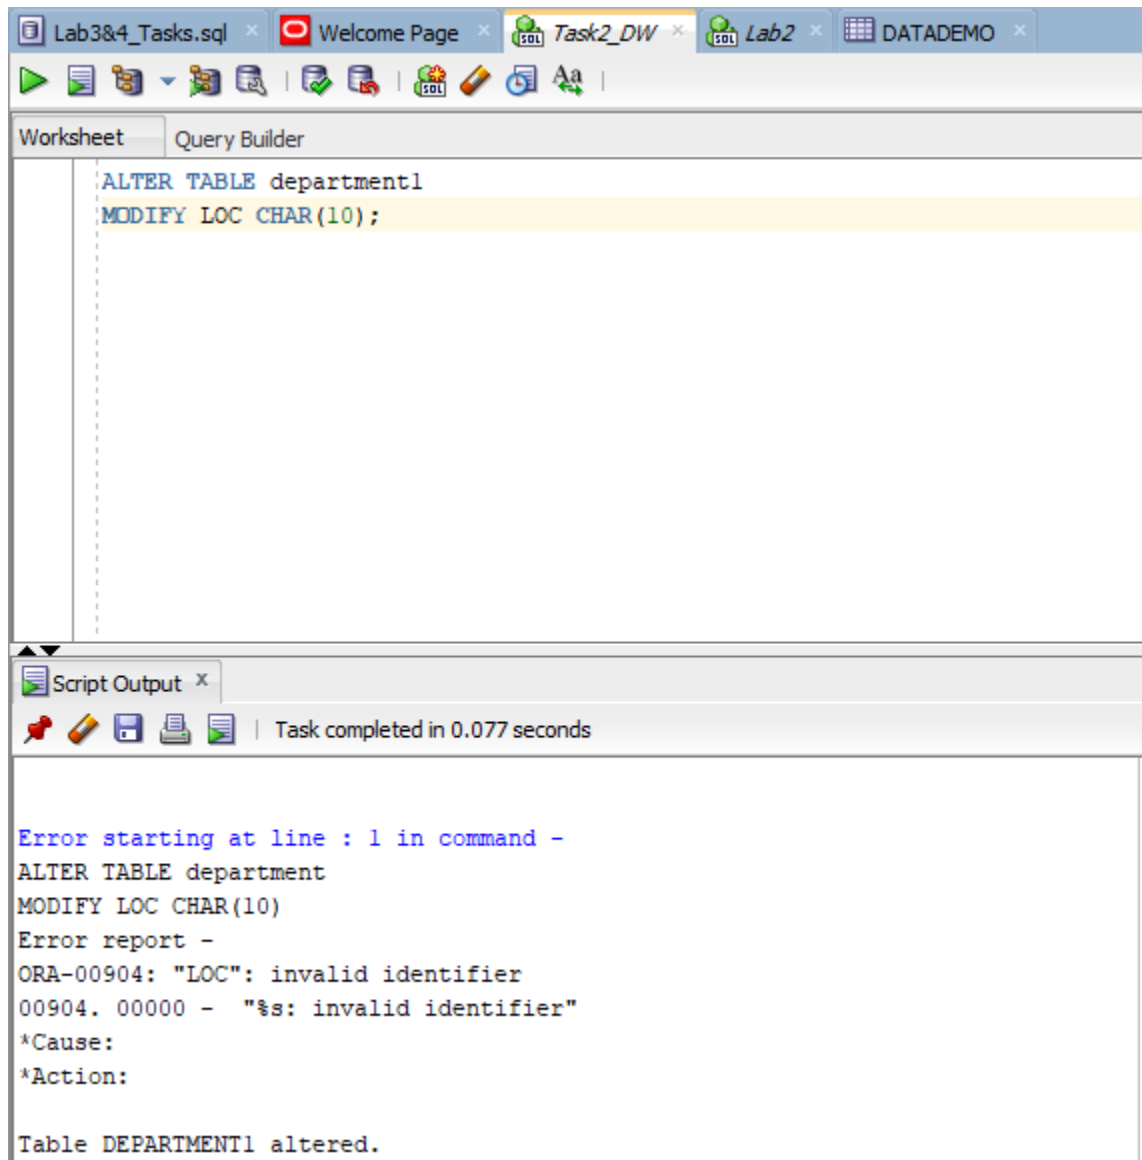 Lab3&4_Tasks.sql Welcome Page Task2_DW Lab2 DATADEMO
Worksheet Query Builder
ALTER TABLE department1
MODIFY LOC CHAR(10);
Script Output
Task completed in 0.077 seconds
Error starting at line : 1 in command -
ALTER TABLE department
MODIFY LOC CHAR(10)
Error report -
ORA-00904: "LOC": invalid identifier
00904. 00000 -  "%s: invalid identifier"
*Cause:
*Action:
Table DEPARTMENT1 altered.